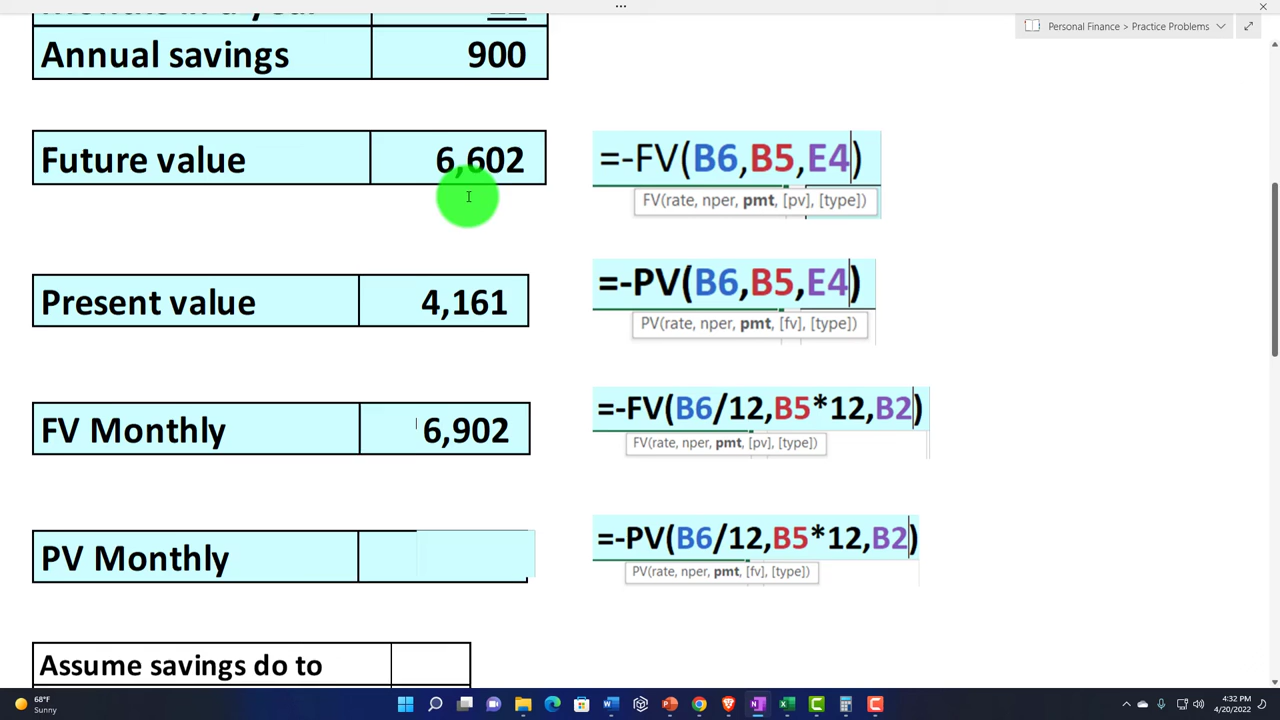 Personal Finance > Practice Problems
Annual savings 900
Future value 6,602
=-FV(B6,B5,E4)
FV(rate, nper, pmt, [pv], [type])
Present value 4,161
=-PV(B6,B5,E4)
PV(rate, nper, pmt, [fv], [type])
FV Monthly 6,902
=-FV(B6/12,B5*12,B2)
FV(rate, nper, pmt, [pv], [type])
PV Monthly
=-PV(B6/12,B5*12,B2)
PV(rate, nper, pmt, [fv], [type])
Assume savings do to
68°F
Sunny
4:32 PM
4/20/2022